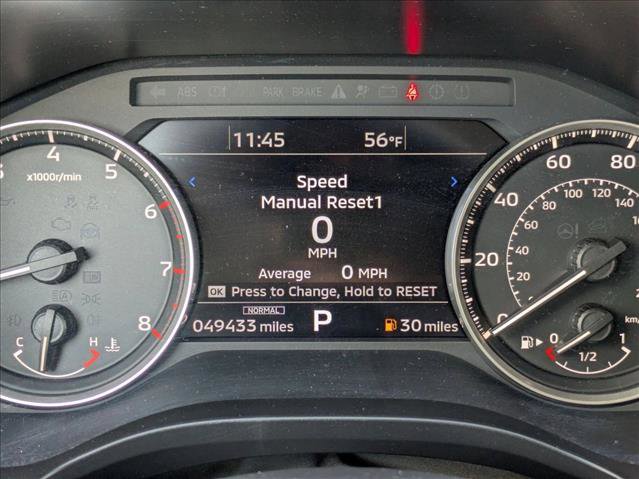 ABS PARK BRAKE
11:45 56°F
Speed
Manual Reset1
0
MPH
Average 0 MPH
OK Press to Change, Hold to RESET
NORMAL
049433 miles P 30 miles
4 5 6 7 8
x1000r/min
C H
0 20 40 60 80
20 40 60 80 100 120 140
km/
0 1/2 1